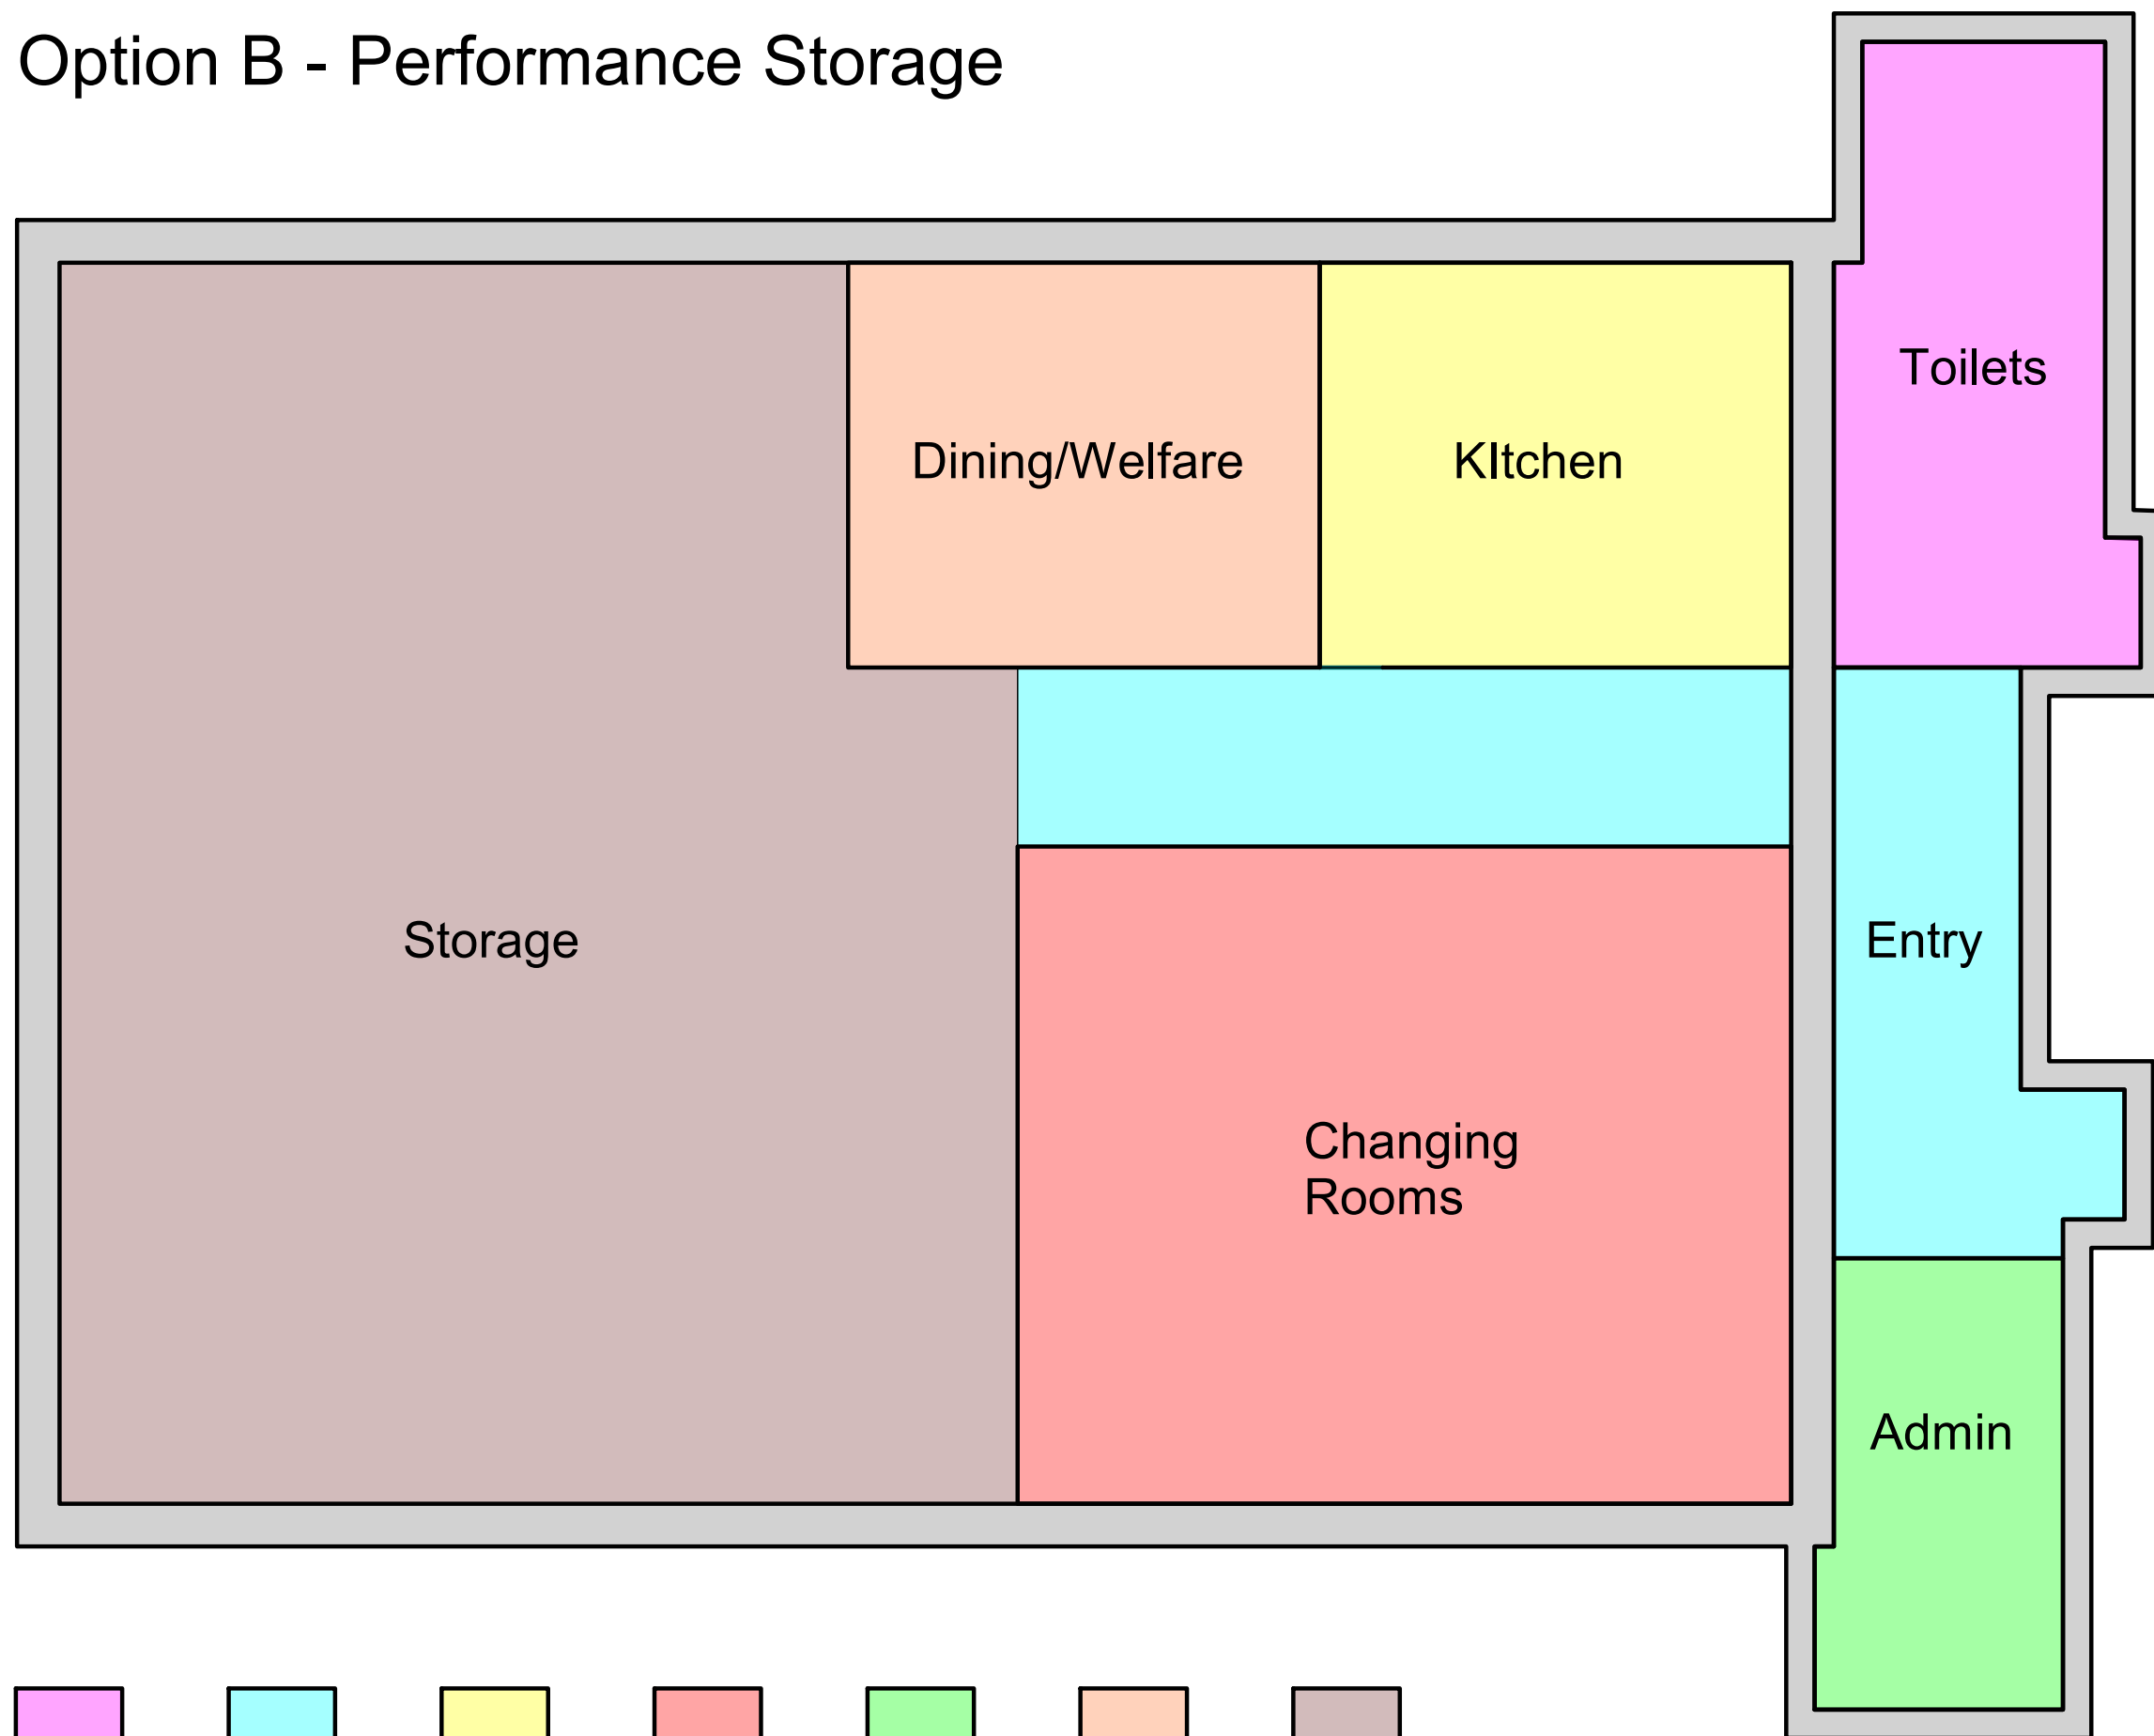 Option B - Performance Storage
Toilets
Dining/Welfare
KItchen
Storage
Entry
Changing
Rooms
Admin